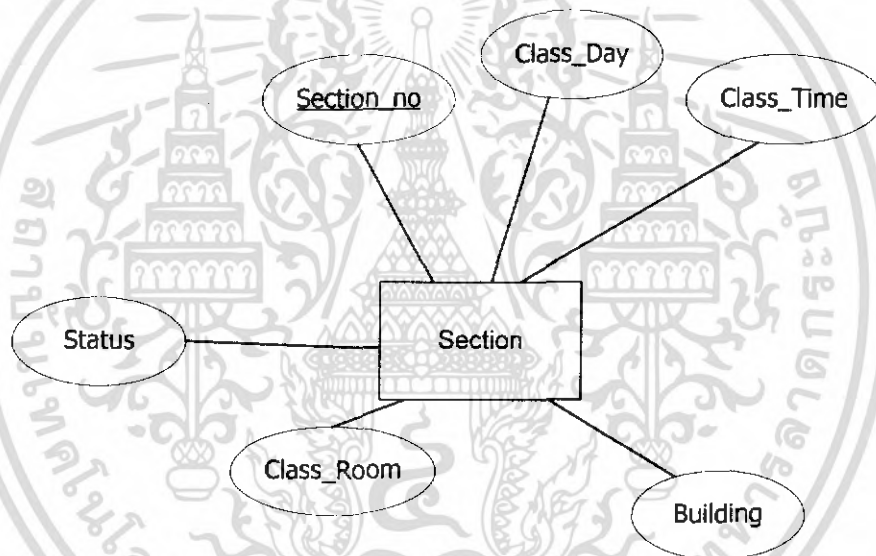 Class_Day
Section_no
Class_Time
Status
Section
Class_Room
Building